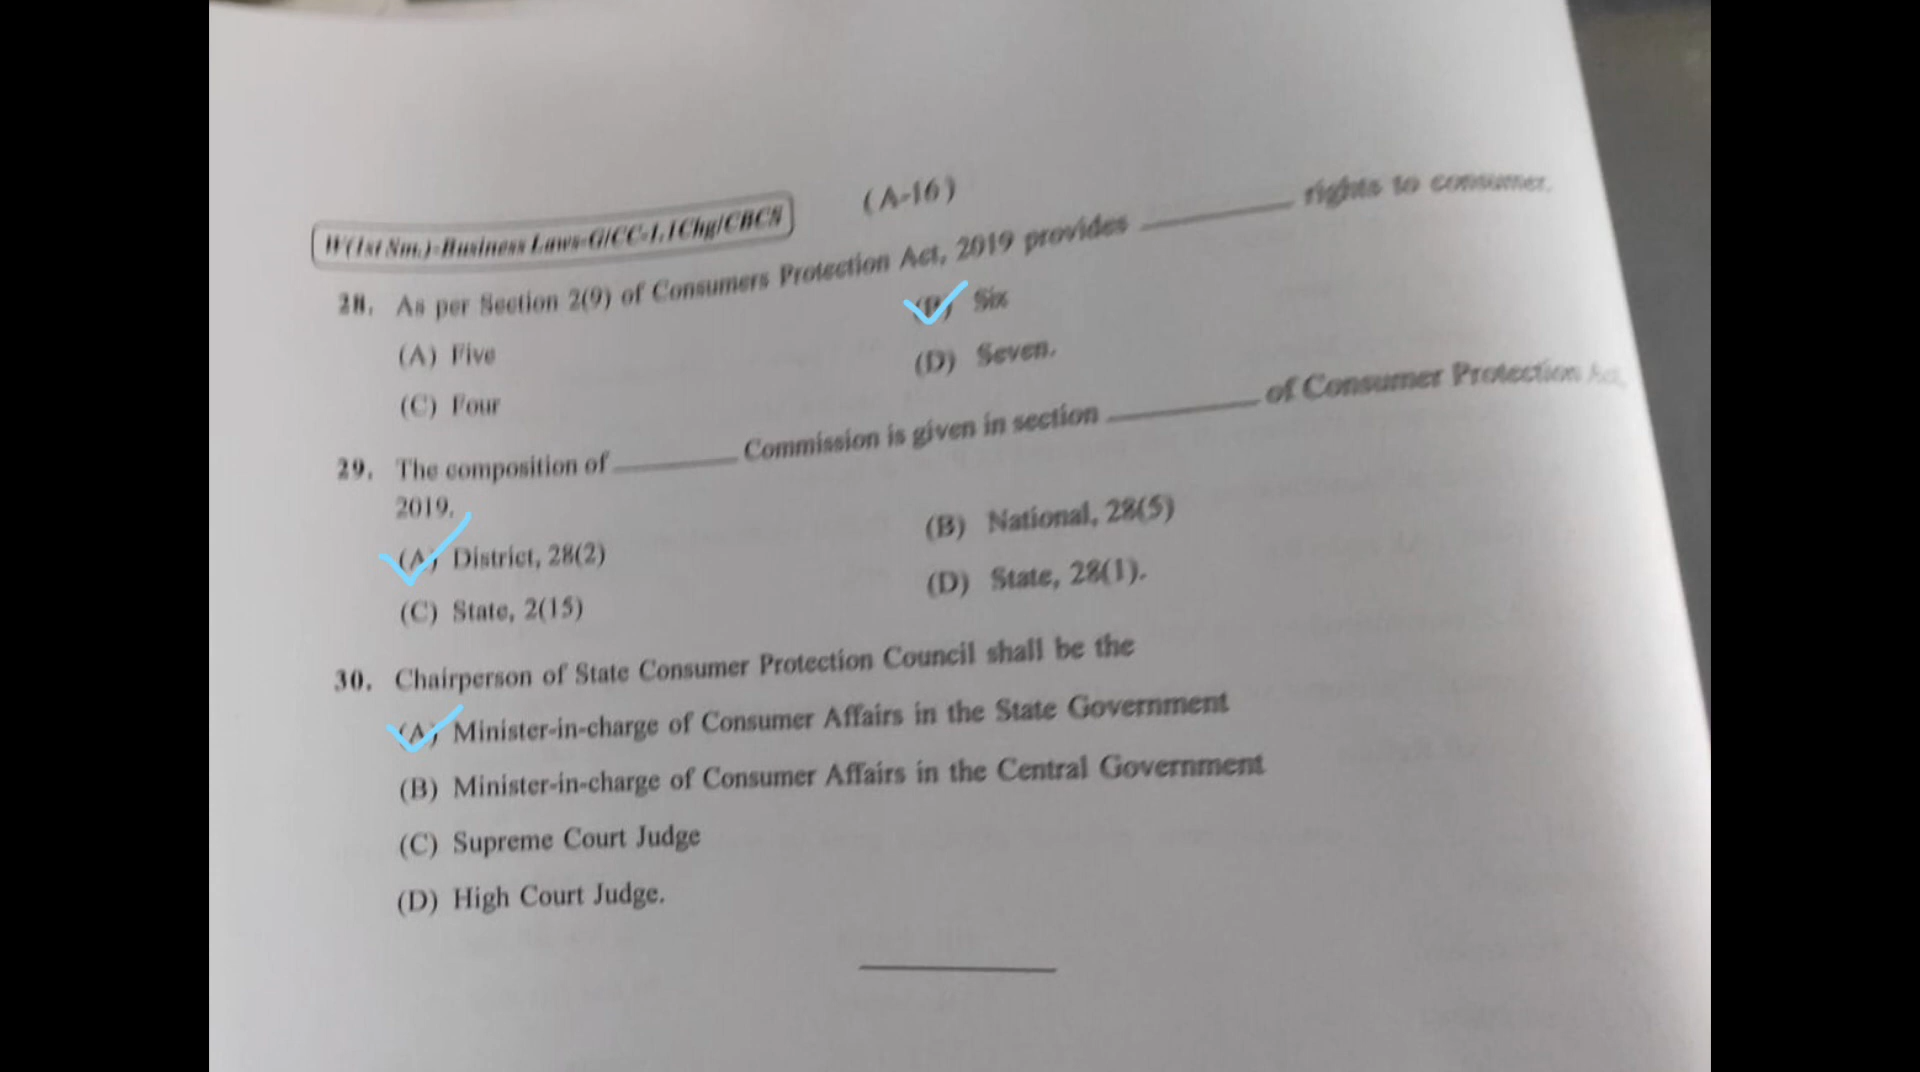 (A-16)
W(1st Sm.)-Business Laws-G/CC-1.1Chg/CBCS
28. As per Section 2(9) of Consumers Protection Act, 2019 provides ________ rights to consumer.
(A) Five (B) Six
(C) Four (D) Seven.
29. The composition of ________ Commission is given in section ________ of Consumer Protection Act,
2019.
(A) District, 28(2) (B) National, 28(5)
(C) State, 2(15) (D) State, 28(1).
30. Chairperson of State Consumer Protection Council shall be the
(A) Minister-in-charge of Consumer Affairs in the State Government
(B) Minister-in-charge of Consumer Affairs in the Central Government
(C) Supreme Court Judge
(D) High Court Judge.